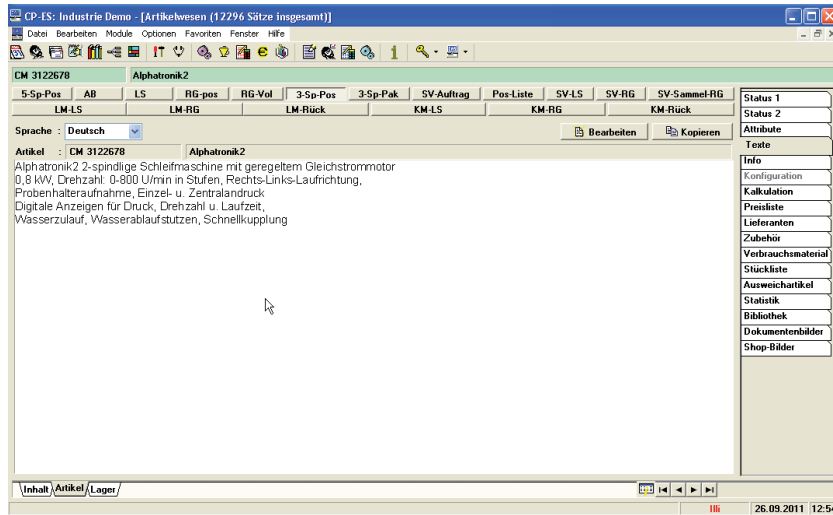 CP-ES: Industrie Demo - [Artikelwesen (12296 Sätze insgesamt)]
Datei Bearbeiten Module Optionen Favoriten Fenster Hilfe
CM 3122678 Alphatronik2
5-Sp-Pos AB LS RG-pos RG-Vol 3-Sp-Pos 3-Sp-Pak SV-Auftrag Pos-Liste SV-LS SV-RG SV-Sammel-RG
LM-LS LM-RG LM-Rück KM-LS KM-RG KM-Rück
Sprache : Deutsch Bearbeiten Kopieren
Artikel : CM 3122678 Alphatronik2
Alphatronik2 2-spindlige Schleifmaschine mit geregeltem Gleichstrommotor
0,8 kW, Drehzahl: 0-800 U/min in Stufen, Rechts-Links-Laufrichtung,
Probenhalteraufnahme, Einzel- u. Zentralandruck
Digitale Anzeigen für Druck, Drehzahl u. Laufzeit,
Wasserzulauf, Wasserablaufstutzen, Schnellkupplung
Status 1
Status 2
Attribute
Texte
Info
Konfiguration
Kalkulation
Preisliste
Lieferanten
Zubehör
Verbrauchsmaterial
Stückliste
Ausweichartikel
Statistik
Bibliothek
Dokumentenbilder
Shop-Bilder
Inhalt Artikel Lager
26.09.2011 12:54